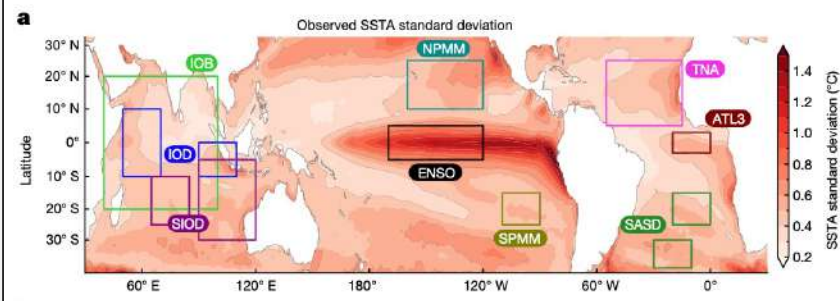 a
Observed SSTA standard deviation
30° N
20° N
10° N
0°
10° S
20° S
30° S
Latitude
IOB
NPMM
TNA
ATL3
IOD
ENSO
SIOD
SPMM
SASD
60° E
120° E
180°
120° W
60° W
0°
1.4
1.2
1.0
0.8
0.6
0.4
0.2
SSTA standard deviation (°C)